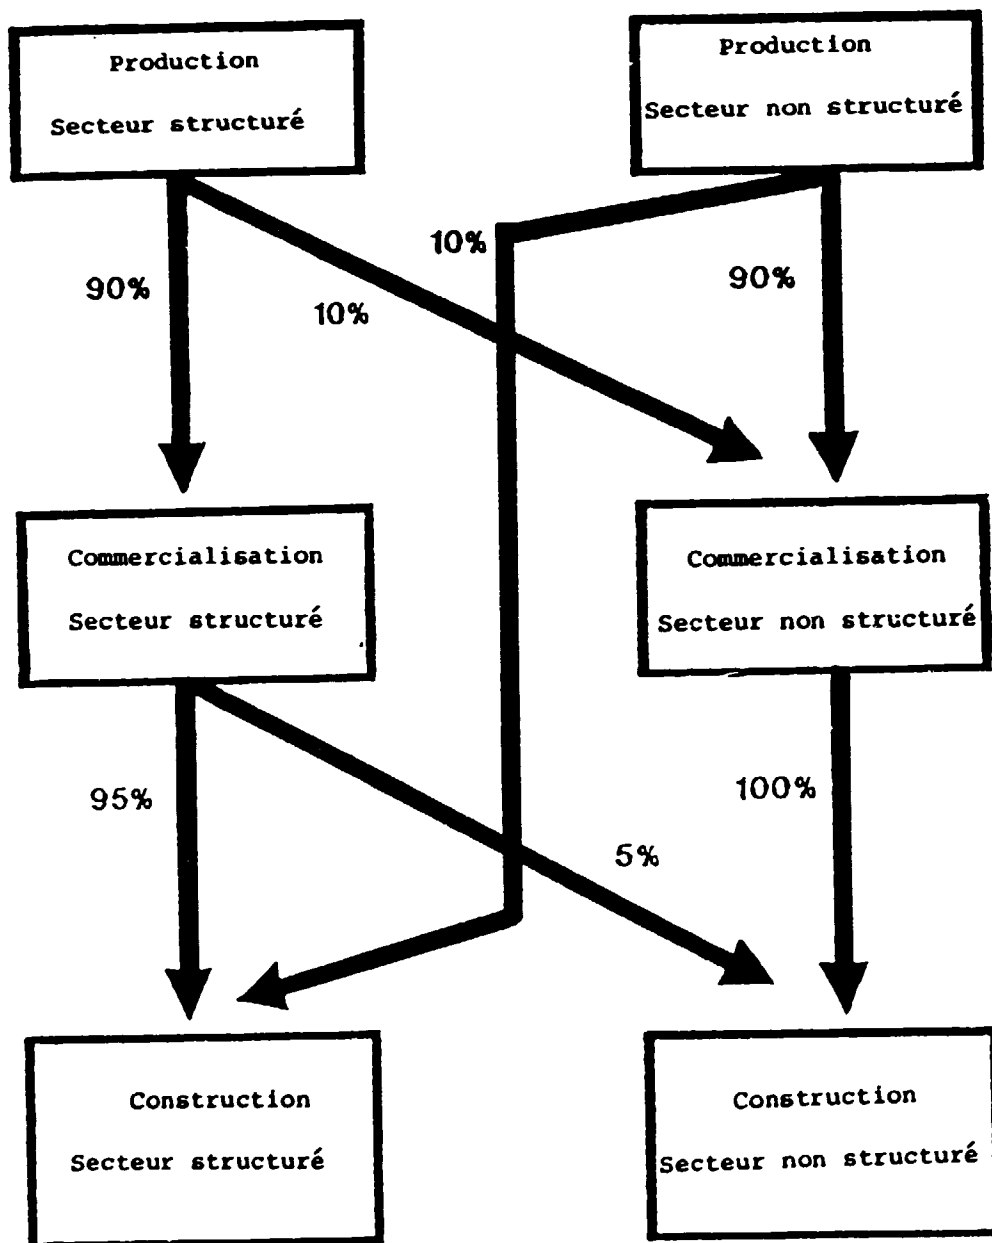 Production
Secteur structuré
Production
Secteur non structuré
10%
90%
10%
90%
Commercialisation
Secteur structuré
Commercialisation
Secteur non structuré
95%
5%
100%
Construction
Secteur structuré
Construction
Secteur non structuré